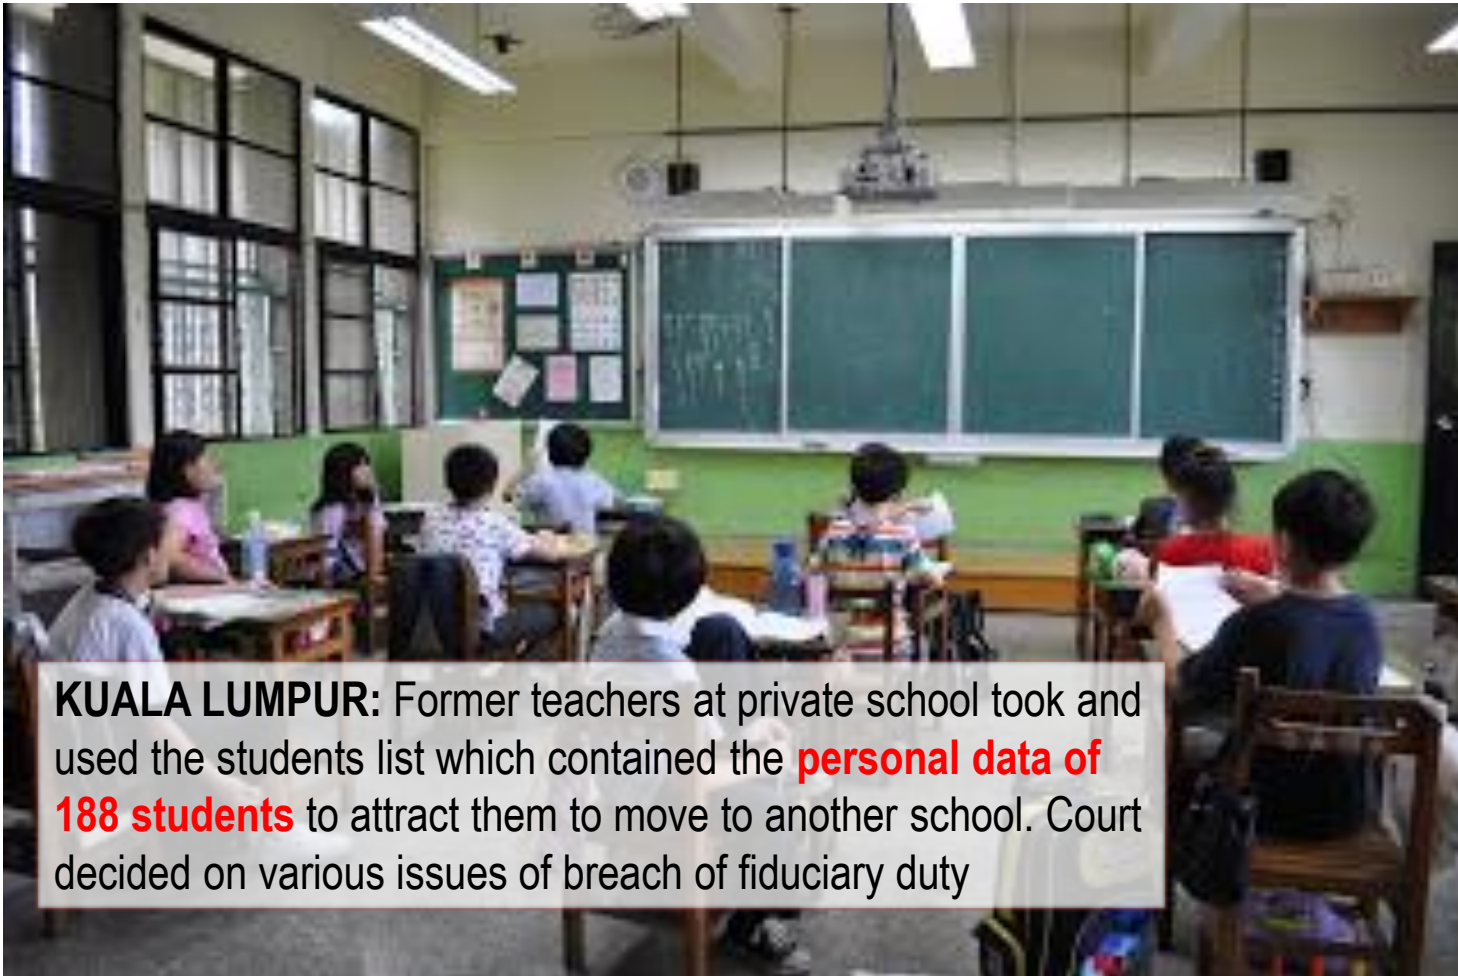 KUALA LUMPUR: Former teachers at private school took and
used the students list which contained the personal data of
188 students to attract them to move to another school. Court
decided on various issues of breach of fiduciary duty